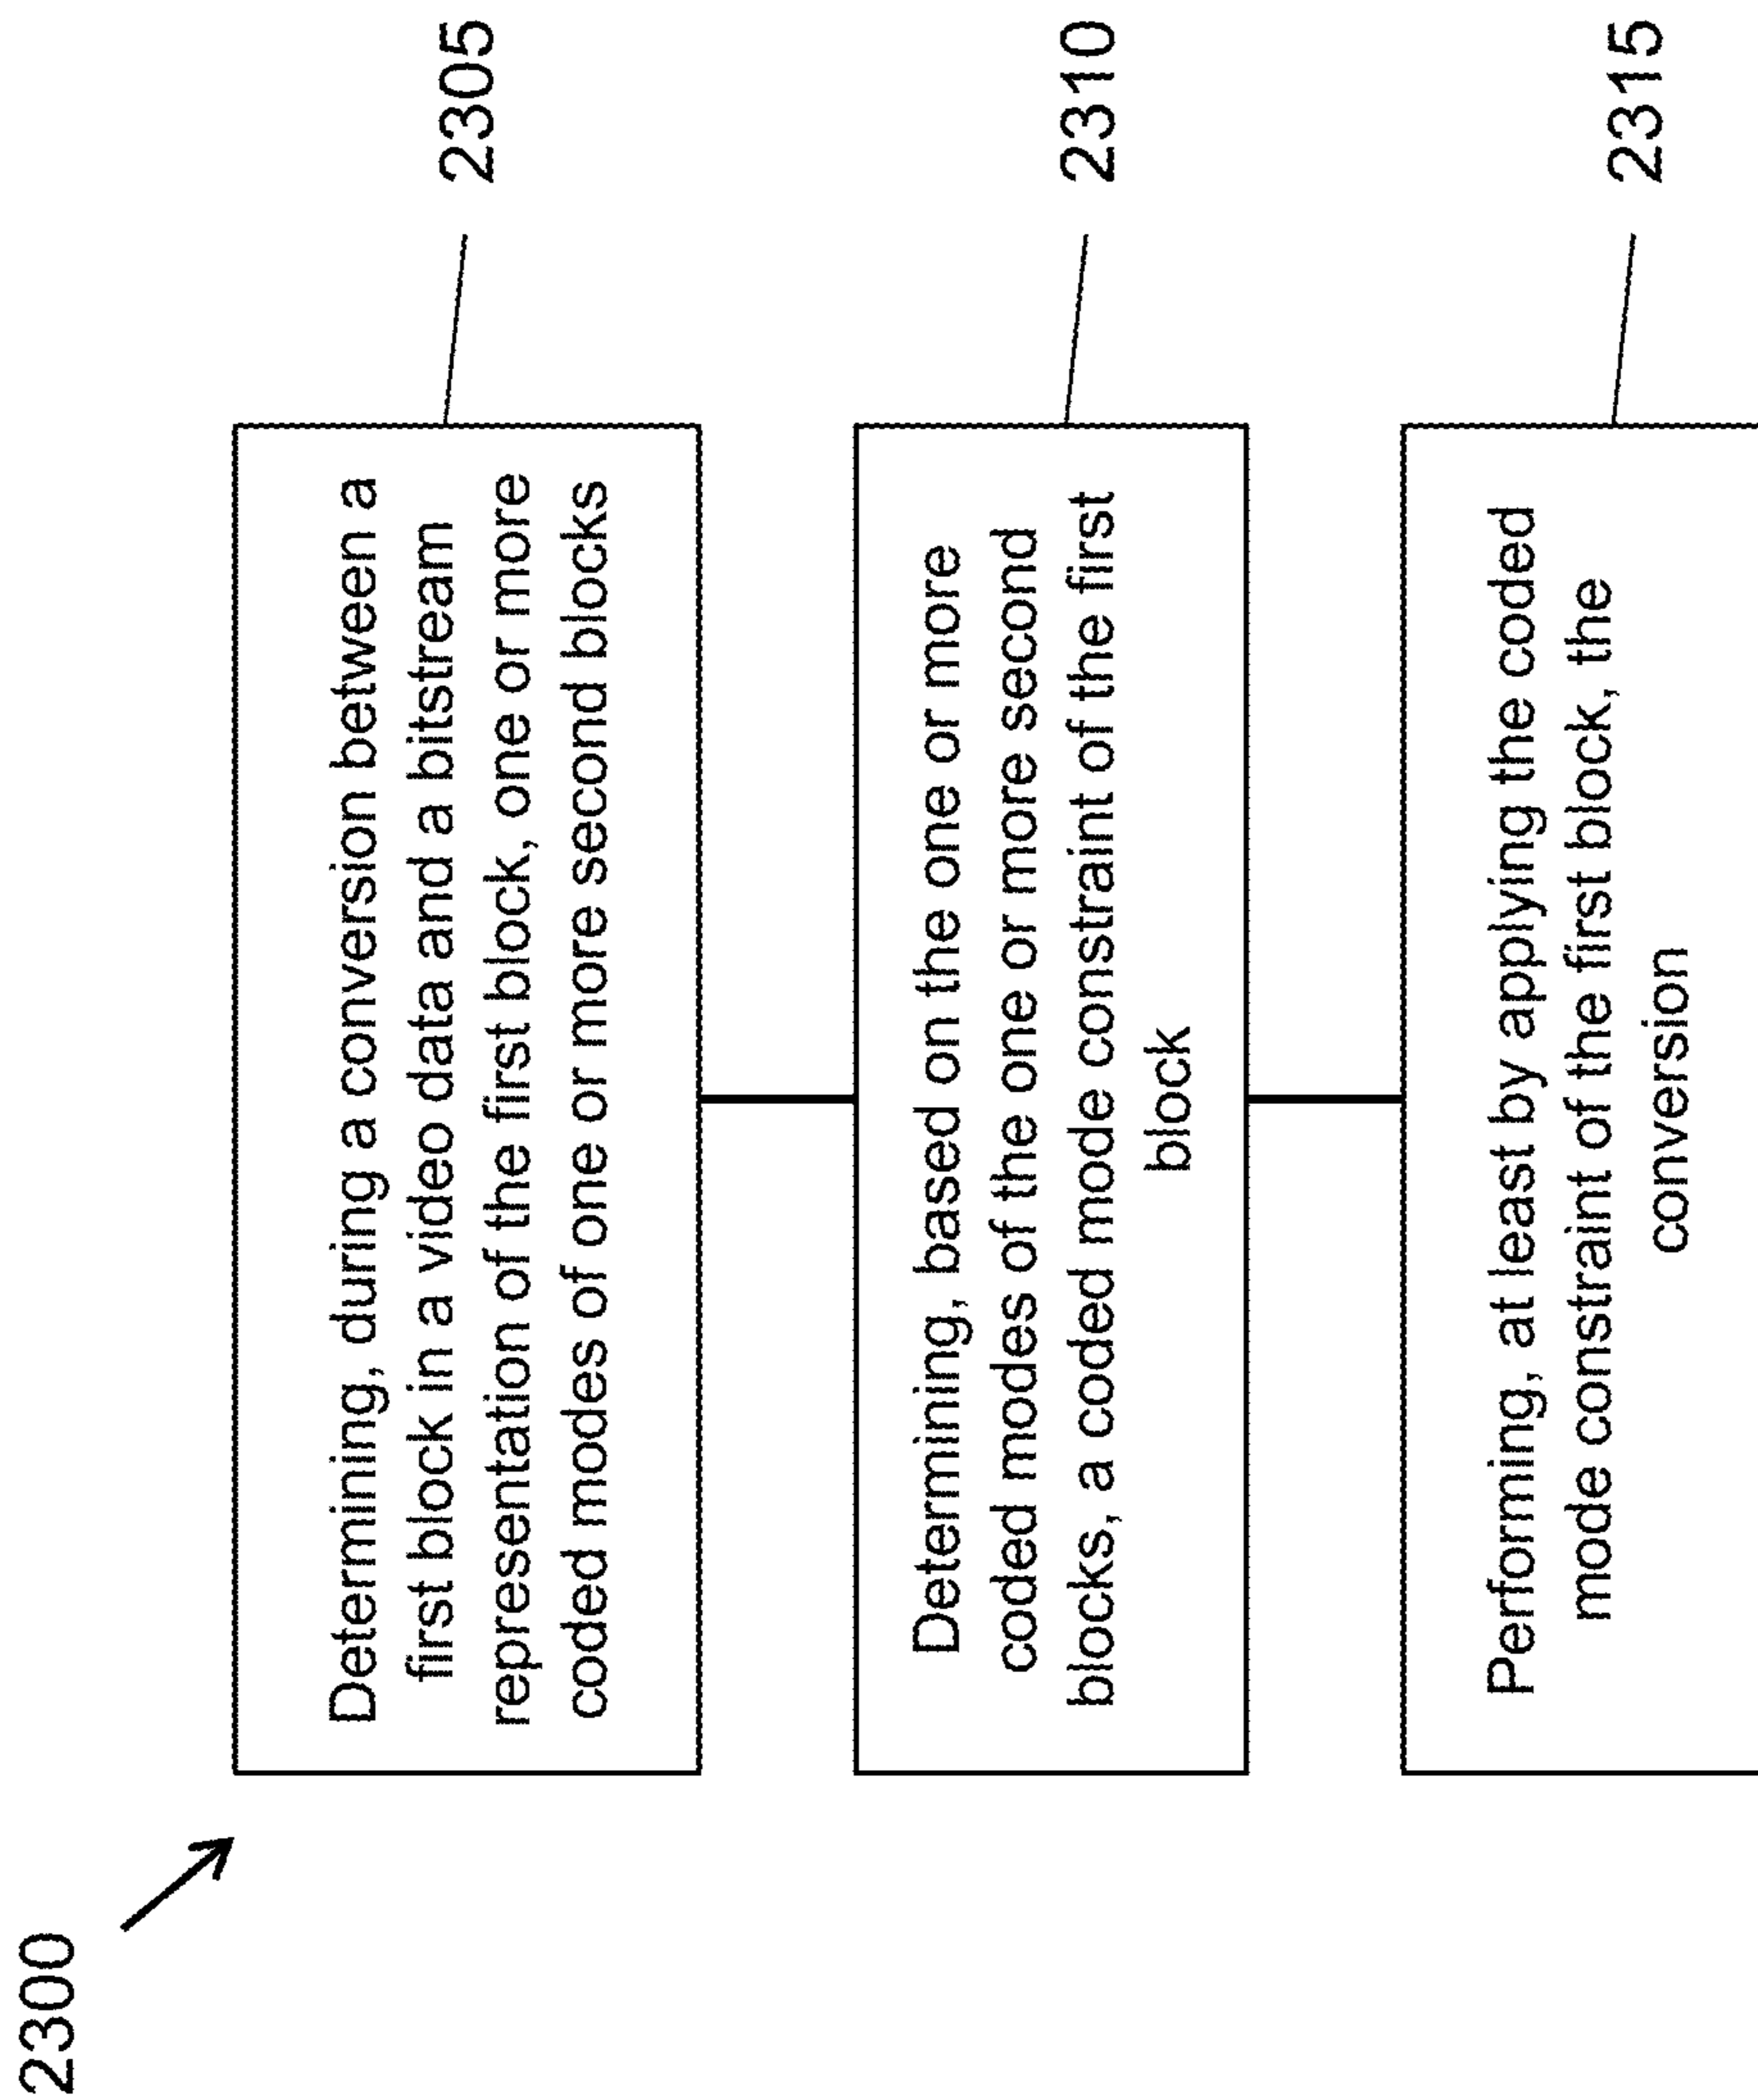 2300
Determining, during a conversion between a
first block in a video data and a bitstream
representation of the first block, one or more
coded modes of one or more second blocks
2305
Determining, based on the one or more
coded modes of the one or more second
blocks, a coded mode constraint of the first
block
2310
Performing, at least by applying the coded
mode constraint of the first block, the
conversion
2315